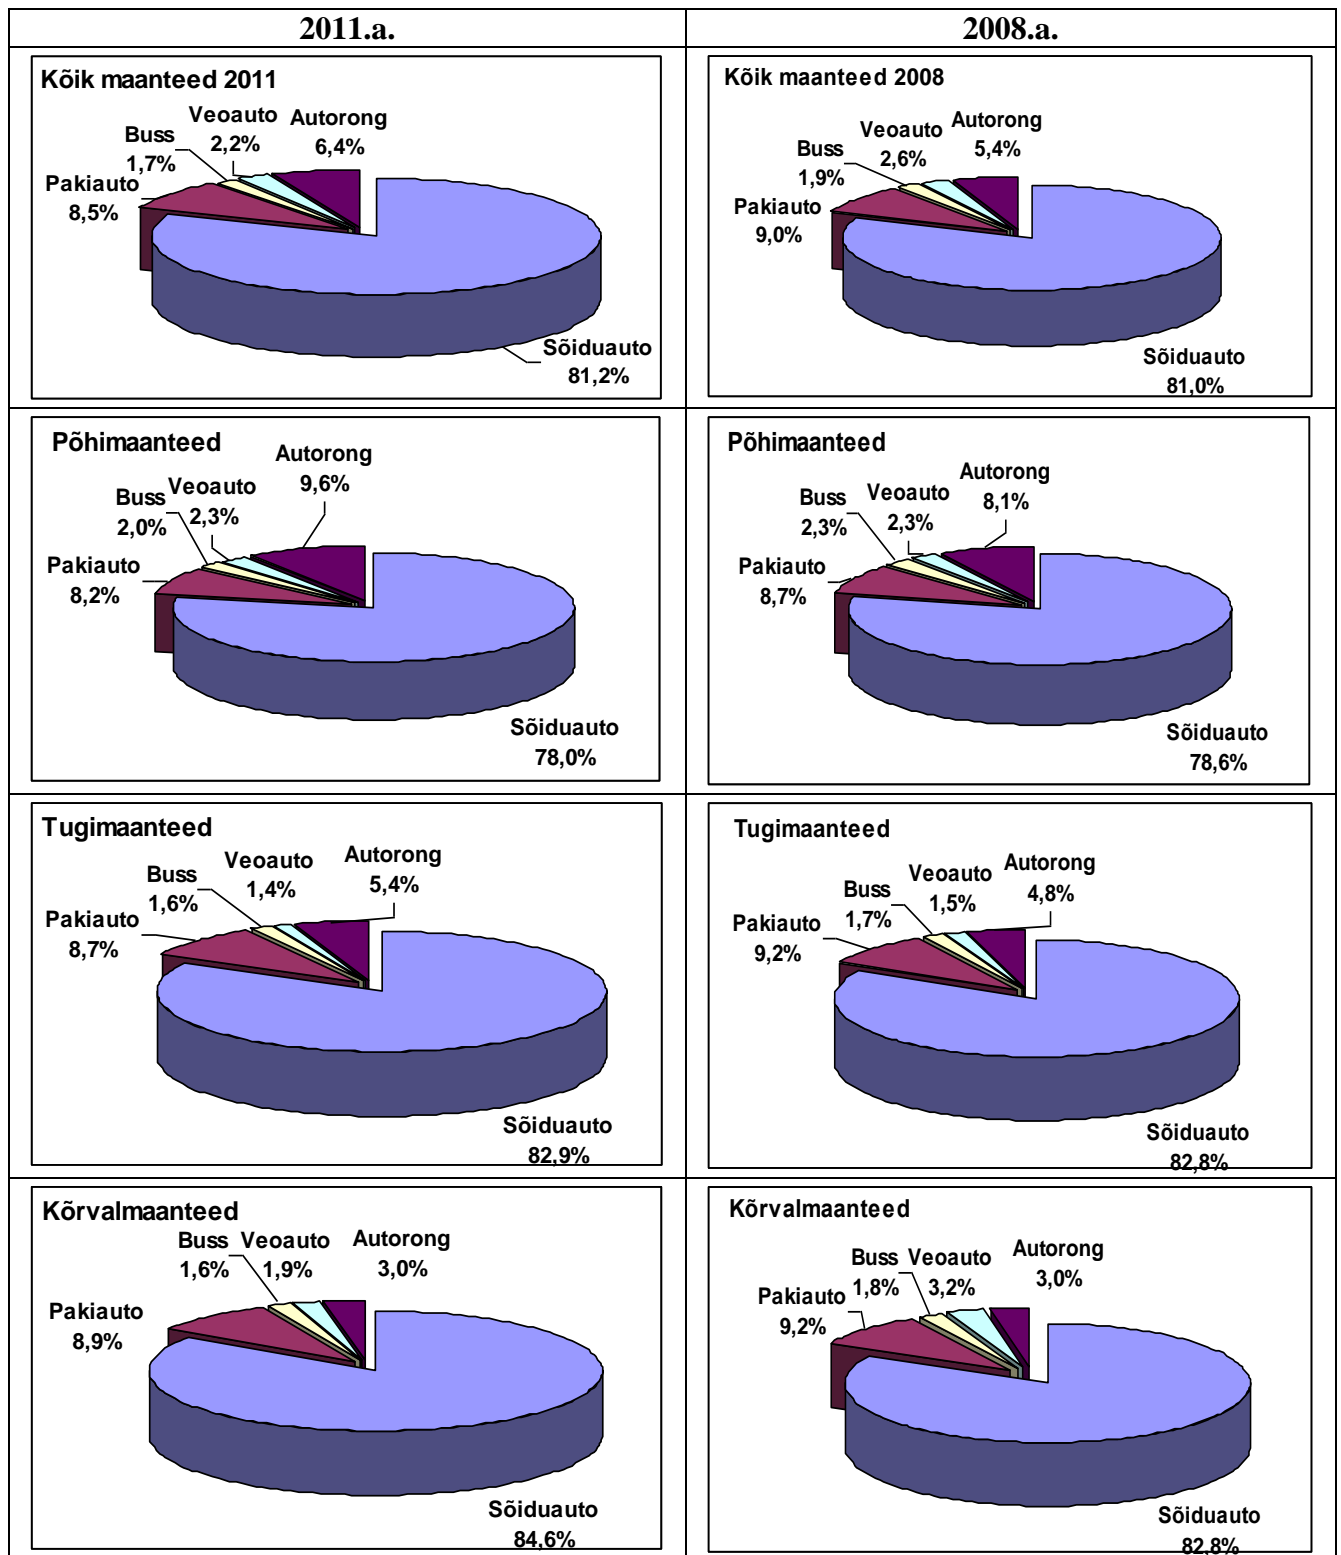 2011.a.
2008.a.
Kõik maanteed 2011
Veoauto
2,2%
Autorong
6,4%
Buss
1,7%
Pakiauto
8,5%
Sõiduauto
81,2%
Kõik maanteed 2008
Veoauto
2,6%
Autorong
5,4%
Buss
1,9%
Pakiauto
9,0%
Sõiduauto
81,0%
Põhimaanteed
Autorong
9,6%
Veoauto
2,3%
Buss
2,0%
Pakiauto
8,2%
Sõiduauto
78,0%
Põhimaanteed
Autorong
8,1%
Veoauto
2,3%
Buss
2,3%
Pakiauto
8,7%
Sõiduauto
78,6%
Tugimaanteed
Autorong
5,4%
Veoauto
1,4%
Buss
1,6%
Pakiauto
8,7%
Sõiduauto
82,9%
Tugimaanteed
Autorong
4,8%
Veoauto
1,5%
Buss
1,7%
Pakiauto
9,2%
Sõiduauto
82,8%
Kõrvalmaanteed
Buss
1,6%
Veoauto
1,9%
Autorong
3,0%
Pakiauto
8,9%
Sõiduauto
84,6%
Kõrvalmaanteed
Autorong
3,0%
Buss
1,8%
Veoauto
3,2%
Pakiauto
9,2%
Sõiduauto
82,8%